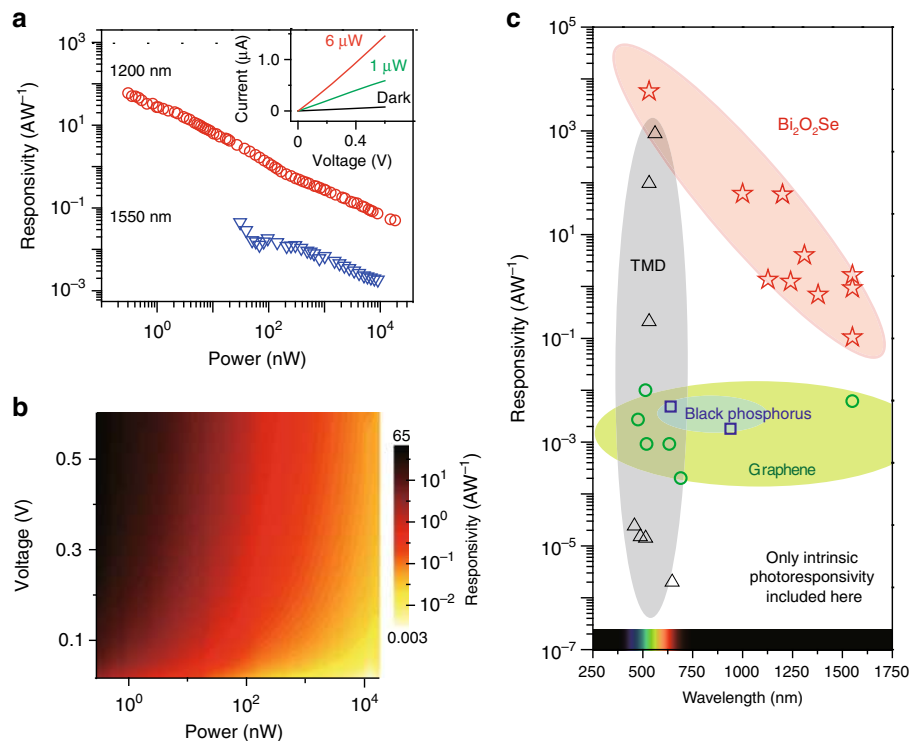 a
Responsivity (AW⁻¹)
10³
10¹
10⁻¹
10⁻³
1200 nm
1550 nm
10⁰
10²
10⁴
Power (nW)
Current (μA)
1.0
0
6 μW
1 μW
Dark
0
0.4
Voltage (V)
b
Voltage (V)
0.5
0.3
0.1
10⁰
10²
10⁴
Power (nW)
65
10¹
10⁰
10⁻¹
10⁻²
0.003
Responsivity (AW⁻¹)
c
Responsivity (AW⁻¹)
10⁵
10³
10¹
10⁻¹
10⁻³
10⁻⁵
10⁻⁷
Bi₂O₂Se
TMD
Black phosphorus
Graphene
Only intrinsic
photoresponsivity
included here
250
500
750
1000
1250
1500
1750
Wavelength (nm)